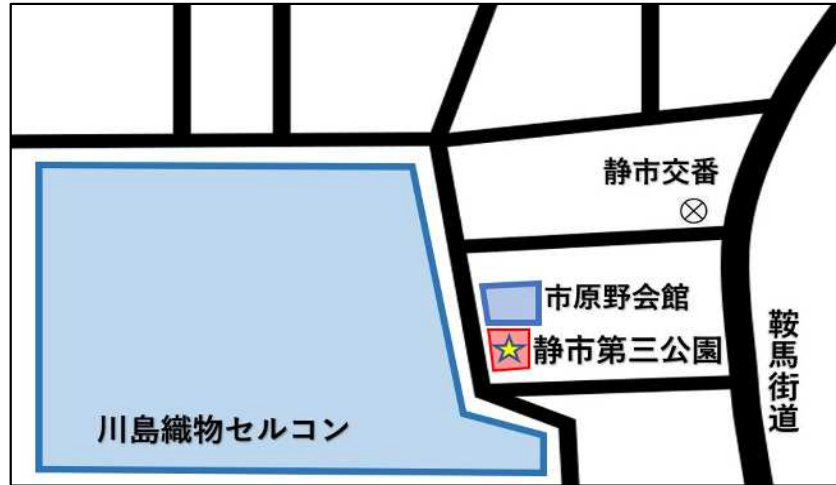 静市交番
市原野会館
静市第三公園
鞍馬街道
川島織物セルコン